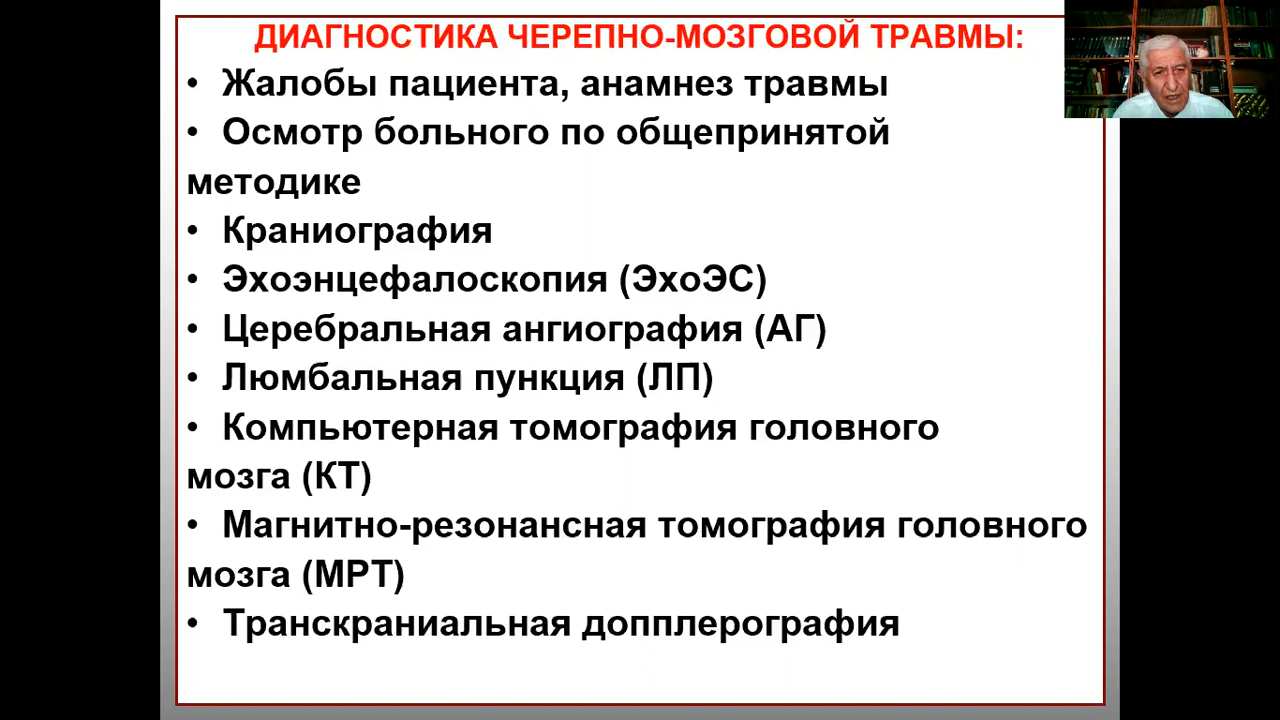 ДИАГНОСТИКА ЧЕРЕПНО-МОЗГОВОЙ ТРАВМЫ:
• Жалобы пациента, анамнез травмы
• Осмотр больного по общепринятой
методике
• Краниография
• Эхоэнцефалоскопия (ЭхоЭС)
• Церебральная ангиография (АГ)
• Люмбальная пункция (ЛП)
• Компьютерная томография головного
мозга (КТ)
• Магнитно-резонансная томография головного
мозга (МРТ)
• Транскраниальная допплерография